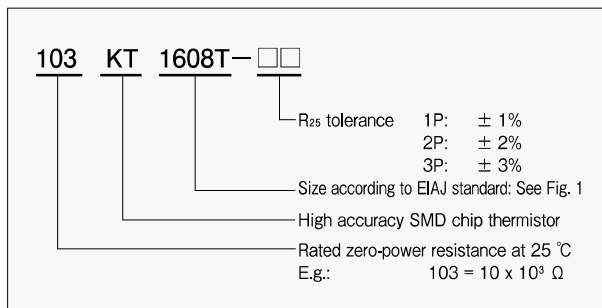 103 KT 1608T－□□
R₂₅ tolerance 1P: ± 1%
2P: ± 2%
3P: ± 3%
Size according to EIAJ standard: See Fig. 1
High accuracy SMD chip thermistor
Rated zero-power resistance at 25 ℃
E.g.: 103 = 10 x 10³ Ω